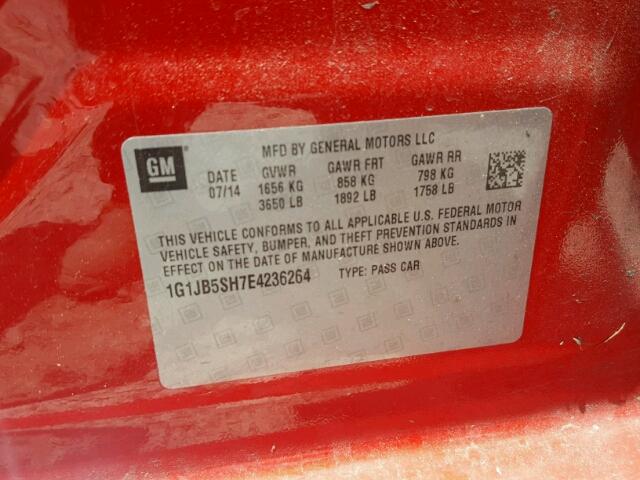 GM
MFD BY GENERAL MOTORS LLC
DATE GVWR GAWR FRT GAWR RR
07/14 1656 KG 858 KG 798 KG
3650 LB 1892 LB 1758 LB
THIS VEHICLE CONFORMS TO ALL APPLICABLE U.S. FEDERAL MOTOR
VEHICLE SAFETY, BUMPER, AND THEFT PREVENTION STANDARDS IN
EFFECT ON THE DATE OF MANUFACTURE SHOWN ABOVE.
1G1JB5SH7E4236264 TYPE: PASS CAR